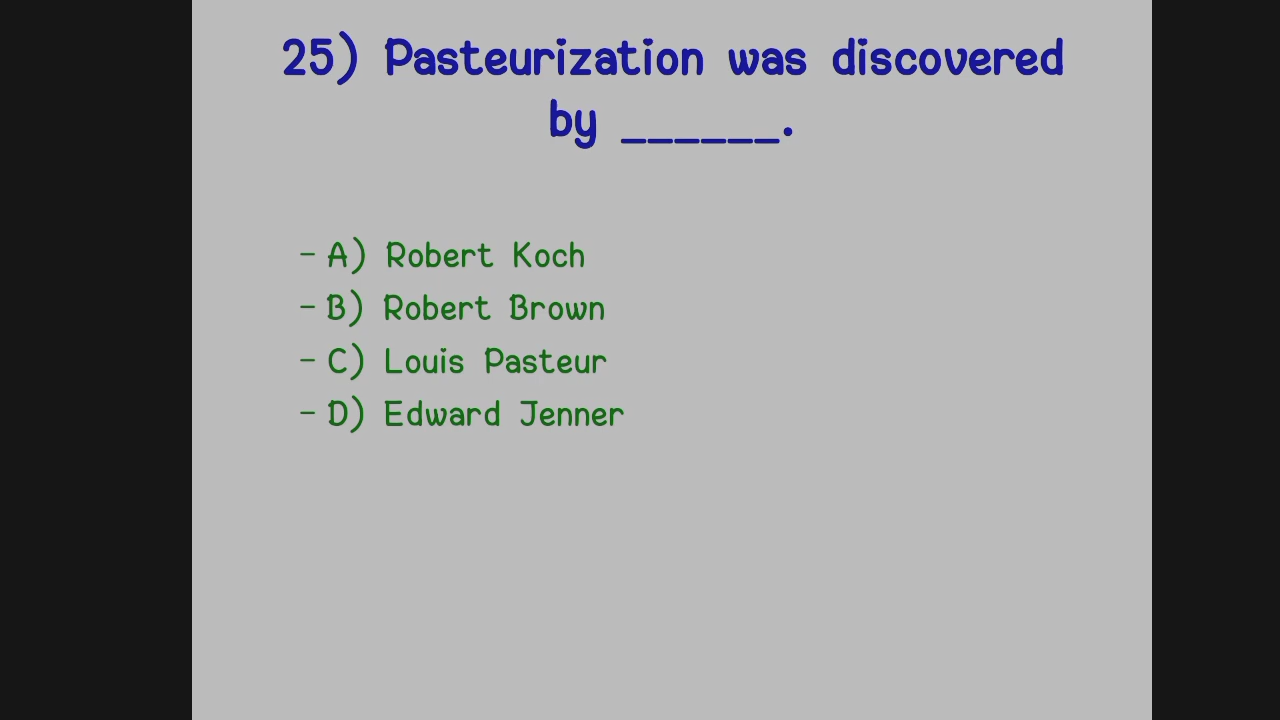 25) Pasteurization was discovered
by ______.
- A) Robert Koch
- B) Robert Brown
- C) Louis Pasteur
- D) Edward Jenner